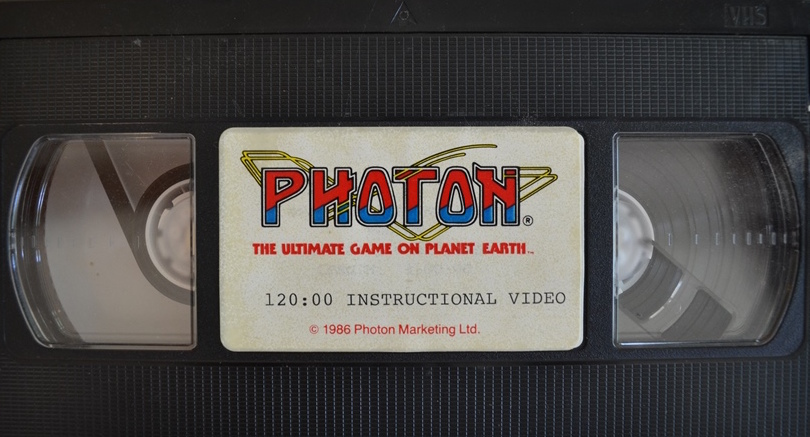 VHS
PHOTON®
THE ULTIMATE GAME ON PLANET EARTH™
120:00 INSTRUCTIONAL VIDEO
© 1986 Photon Marketing Ltd.